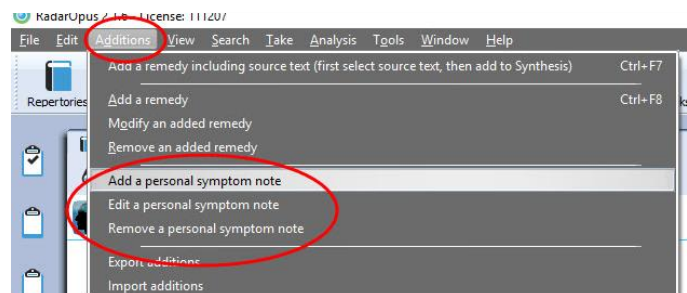 RadarOpus 2.1.6 - License: 111207
File Edit Additions View Search Take Analysis Tools Window Help
Add a remedy including source text (first select source text, then add to Synthesis) Ctrl+F7
Repertories
Add a remedy Ctrl+F8
Modify an added remedy
Remove an added remedy
Add a personal symptom note
Edit a personal symptom note
Remove a personal symptom note
Export additions
Import additions